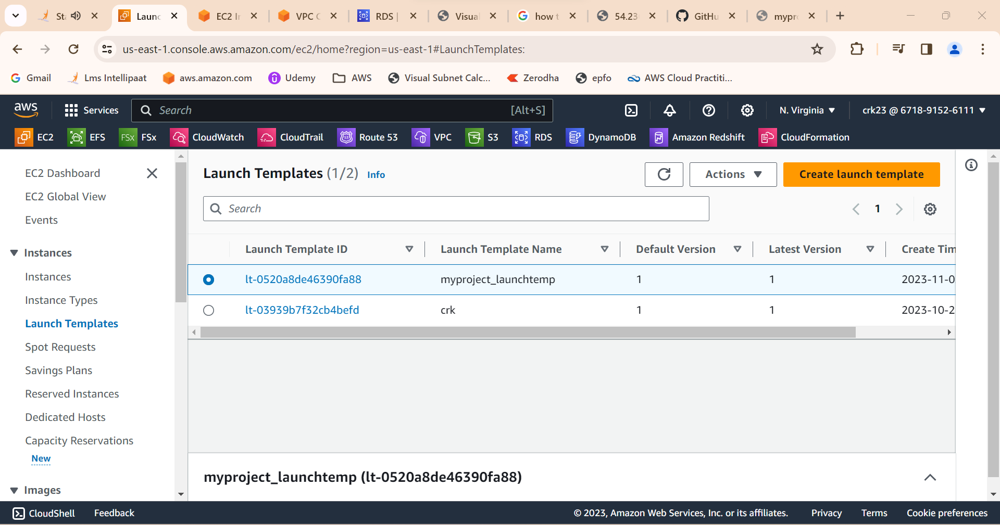 Sta
Launc
EC2 In
VPC C
RDS |
Visual
how t
54.23
GitHu
mypro
us-east-1.console.aws.amazon.com/ec2/home?region=us-east-1#LaunchTemplates:
Gmail
Lms Intellipaat
aws.amazon.com
Udemy
AWS
Visual Subnet Calc...
Zerodha
epfo
AWS Cloud Practiti...
aws
Services
Search
[Alt+S]
N. Virginia
crk23 @ 6718-9152-6111
EC2
EFS
FSx
FSx
CloudWatch
CloudTrail
53
Route 53
VPC
S3
RDS
DynamoDB
Amazon Redshift
CloudFormation
EC2 Dashboard
EC2 Global View
Events
Instances
Instances
Instance Types
Launch Templates
Spot Requests
Savings Plans
Reserved Instances
Dedicated Hosts
Capacity Reservations
New
Images
Launch Templates (1/2) Info
Actions
Create launch template
Search
1
Launch Template ID
Launch Template Name
Default Version
Latest Version
Create Tim
lt-0520a8de46390fa88
myproject_launchtemp
1
1
2023-11-0
lt-03939b7f32cb4befd
crk
1
1
2023-10-2
myproject_launchtemp (lt-0520a8de46390fa88)
CloudShell
Feedback
© 2023, Amazon Web Services, Inc. or its affiliates.
Privacy
Terms
Cookie preferences